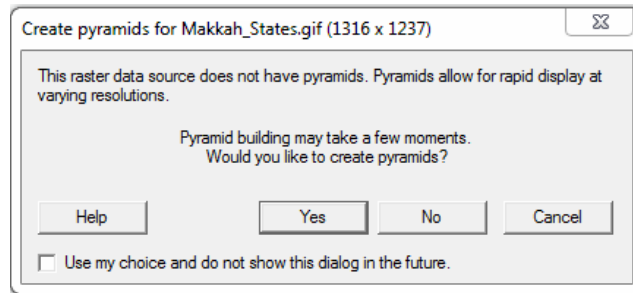 Create pyramids for Makkah_States.gif (1316 x 1237)
This raster data source does not have pyramids. Pyramids allow for rapid display at
varying resolutions.
Pyramid building may take a few moments.
Would you like to create pyramids?
Help Yes No Cancel
Use my choice and do not show this dialog in the future.